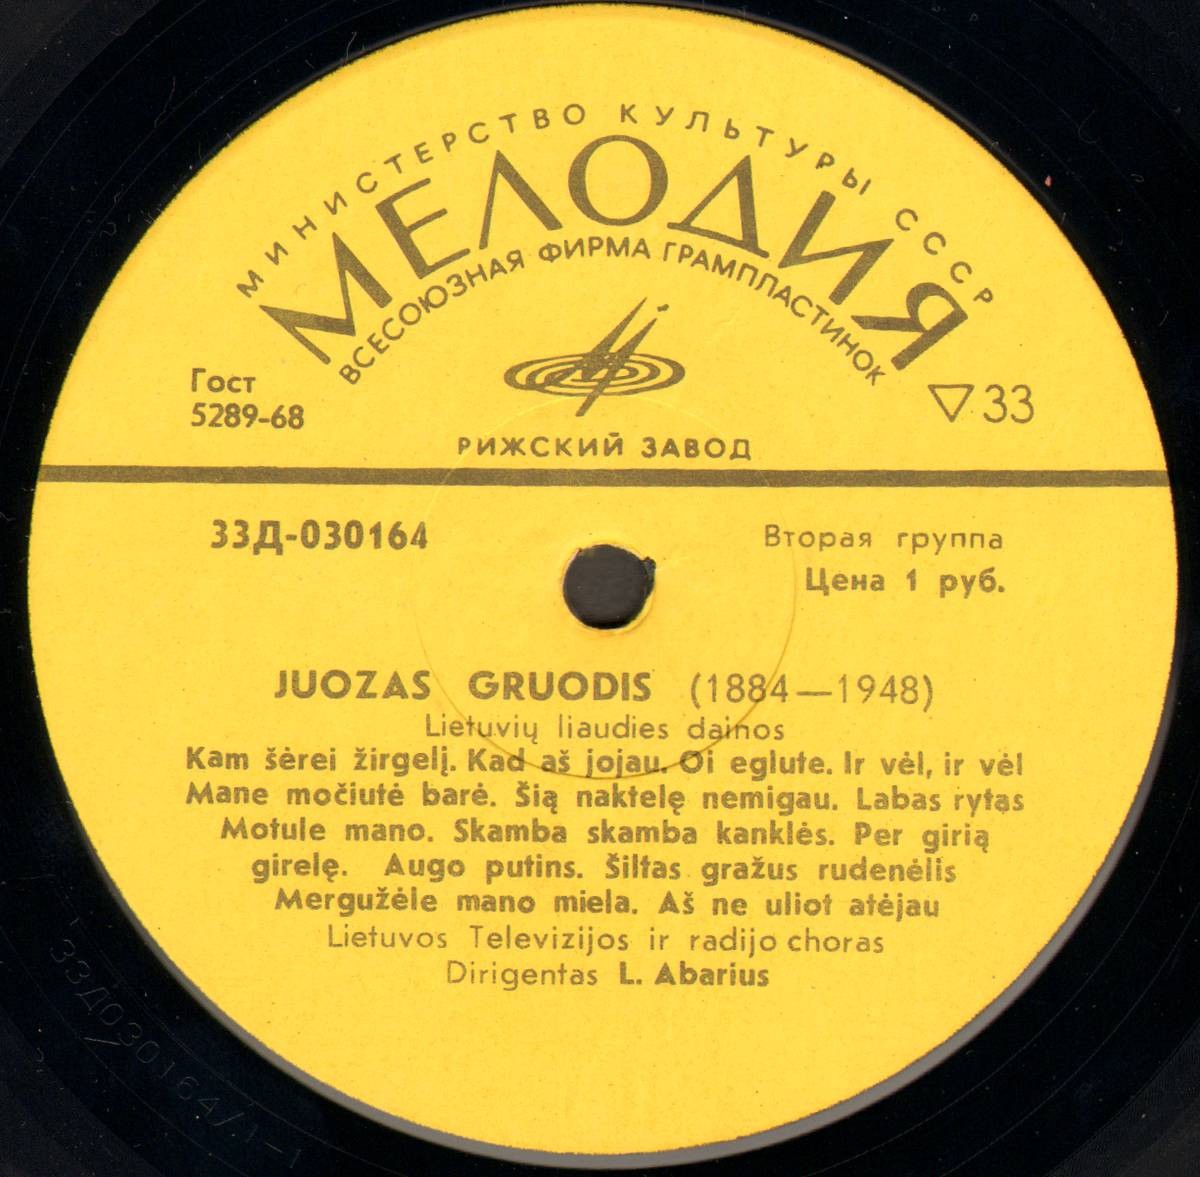 МИНИСТЕРСТВО КУЛЬТУРЫ СССР
МЕЛОДИЯ
ВСЕСОЮЗНАЯ ФИРМА ГРАМПЛАСТИНОК
Гост
5289-68
33
РИЖСКИЙ ЗАВОД
33Д-030164
Вторая группа
Цена 1 руб.
JUOZAS GRUODIS (1884—1948)
Lietuvių liaudies dainos
Kam šėrei žirgelį. Kad aš jojau. Oi eglute. Ir vėl, ir vėl
Mane močiutė barė. Šią naktelę nemigau. Labas rytas
Motule mano. Skamba skamba kanklės. Per girią
girelę. Augo putins. Šiltas gražus rudenėlis
Mergužėle mano miela. Aš ne uliot atėjau
Lietuvos Televizijos ir radijo choras
Dirigentas L. Abarius
33Д030164/1-1